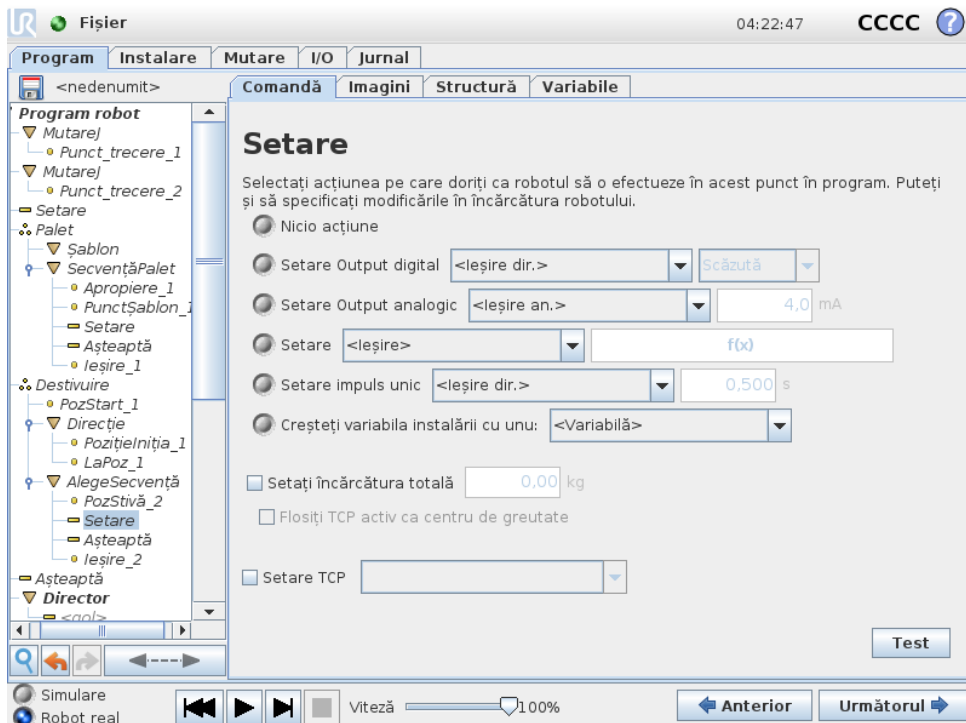 UR Fișier 04:22:47 CCCC ?
Program Instalare Mutare I/O Jurnal
<nedenumit>
Comandă Imagini Structură Variabile
Program robot
MutareJ
Punct_trecere_1
MutareJ
Punct_trecere_2
Setare
Palet
Șablon
SecvențăPalet
Apropiere_1
PunctȘablon_1
Setare
Așteaptă
Ieșire_1
Destivuire
PozStart_1
Direcție
PozițieIniția_1
LaPoz_1
AlegeSecvență
PozStivă_2
Setare
Așteaptă
Ieșire_2
Așteaptă
Director
<gol>
Setare
Selectați acțiunea pe care doriți ca robotul să o efectueze în acest punct în program. Puteți
și să specificați modificările în încărcătura robotului.
Nicio acțiune
Setare Output digital <Ieșire dir.> Scăzută
Setare Output analogic <Ieșire an.> 4,0 mA
Setare <Ieșire> f(x)
Setare impuls unic <Ieșire dir.> 0,500 s
Creșteți variabila instalării cu unu: <Variabilă>
Setați încărcătura totală 0,00 kg
Flosiți TCP activ ca centru de greutate
Setare TCP
Test
Simulare
Robot real
Viteză 100%
Anterior
Următorul